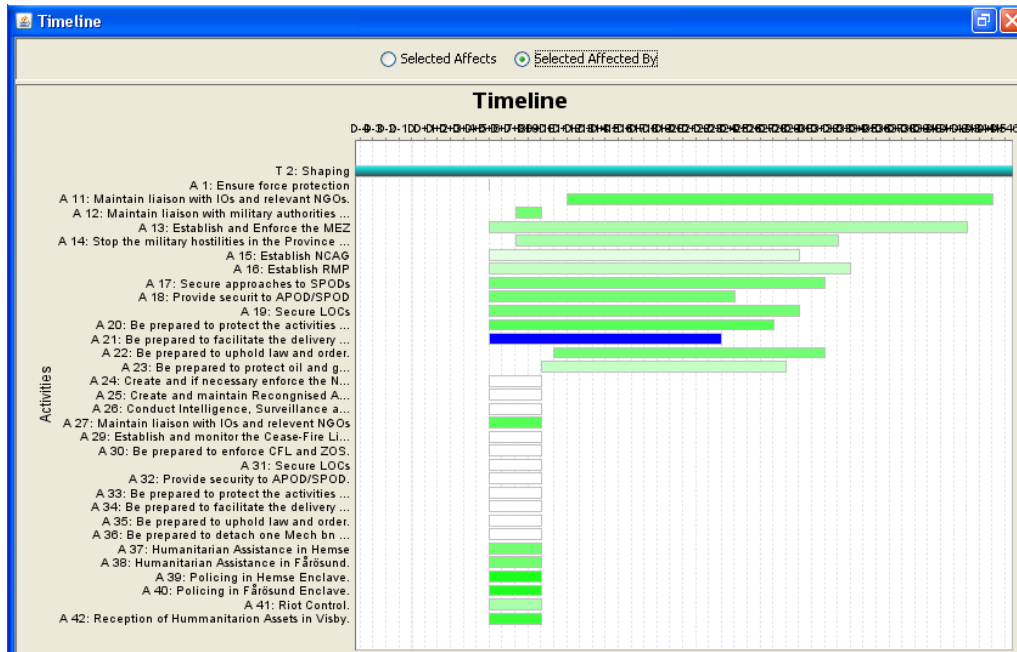 Timeline
Selected Affects Selected Affected By
Timeline
T 2: Shaping
A 1: Ensure force protection
A 11: Maintain liaison with IOs and relevant NGOs.
A 12: Maintain liaison with military authorities ...
A 13: Establish and Enforce the MEZ
A 14: Stop the military hostilities in the Province ...
A 15: Establish NCAG
A 16: Establish RMP
A 17: Secure approaches to SPODs
A 18: Provide securit to APOD/SPOD
A 19: Secure LOCs
A 20: Be prepared to protect the activities ...
A 21: Be prepared to facilitate the delivery ...
A 22: Be prepared to uphold law and order.
A 23: Be prepared to protect oil and g...
A 24: Create and if necessary enforce the N...
A 25: Create and maintain Recongnised A...
A 26: Conduct Intelligence, Surveillance a...
A 27: Maintain liaison with IOs and relevent NGOs
A 29: Establish and monitor the Cease-Fire Li...
A 30: Be prepared to enforce CFL and ZOS.
A 31: Secure LOCs
A 32: Provide security to APOD/SPOD.
A 33: Be prepared to protect the activities ...
A 34: Be prepared to facilitate the delivery ...
A 35: Be prepared to uphold law and order.
A 36: Be prepared to detach one Mech bn ...
A 37: Humanitarian Assistance in Hemse
A 38: Humanitarian Assistance in Fårösund.
A 39: Policing in Hemse Enclave.
A 40: Policing in Fårösund Enclave.
A 41: Riot Control.
A 42: Reception of Hummanitarion Assets in Visby.
Activities